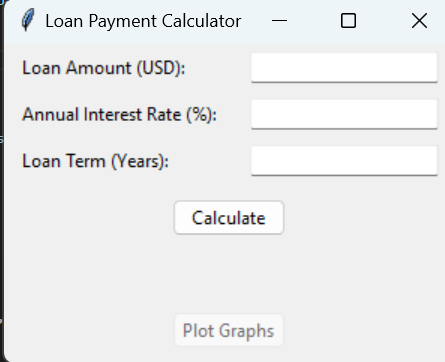 Loan Payment Calculator
Loan Amount (USD):
Annual Interest Rate (%):
Loan Term (Years):
Calculate
Plot Graphs